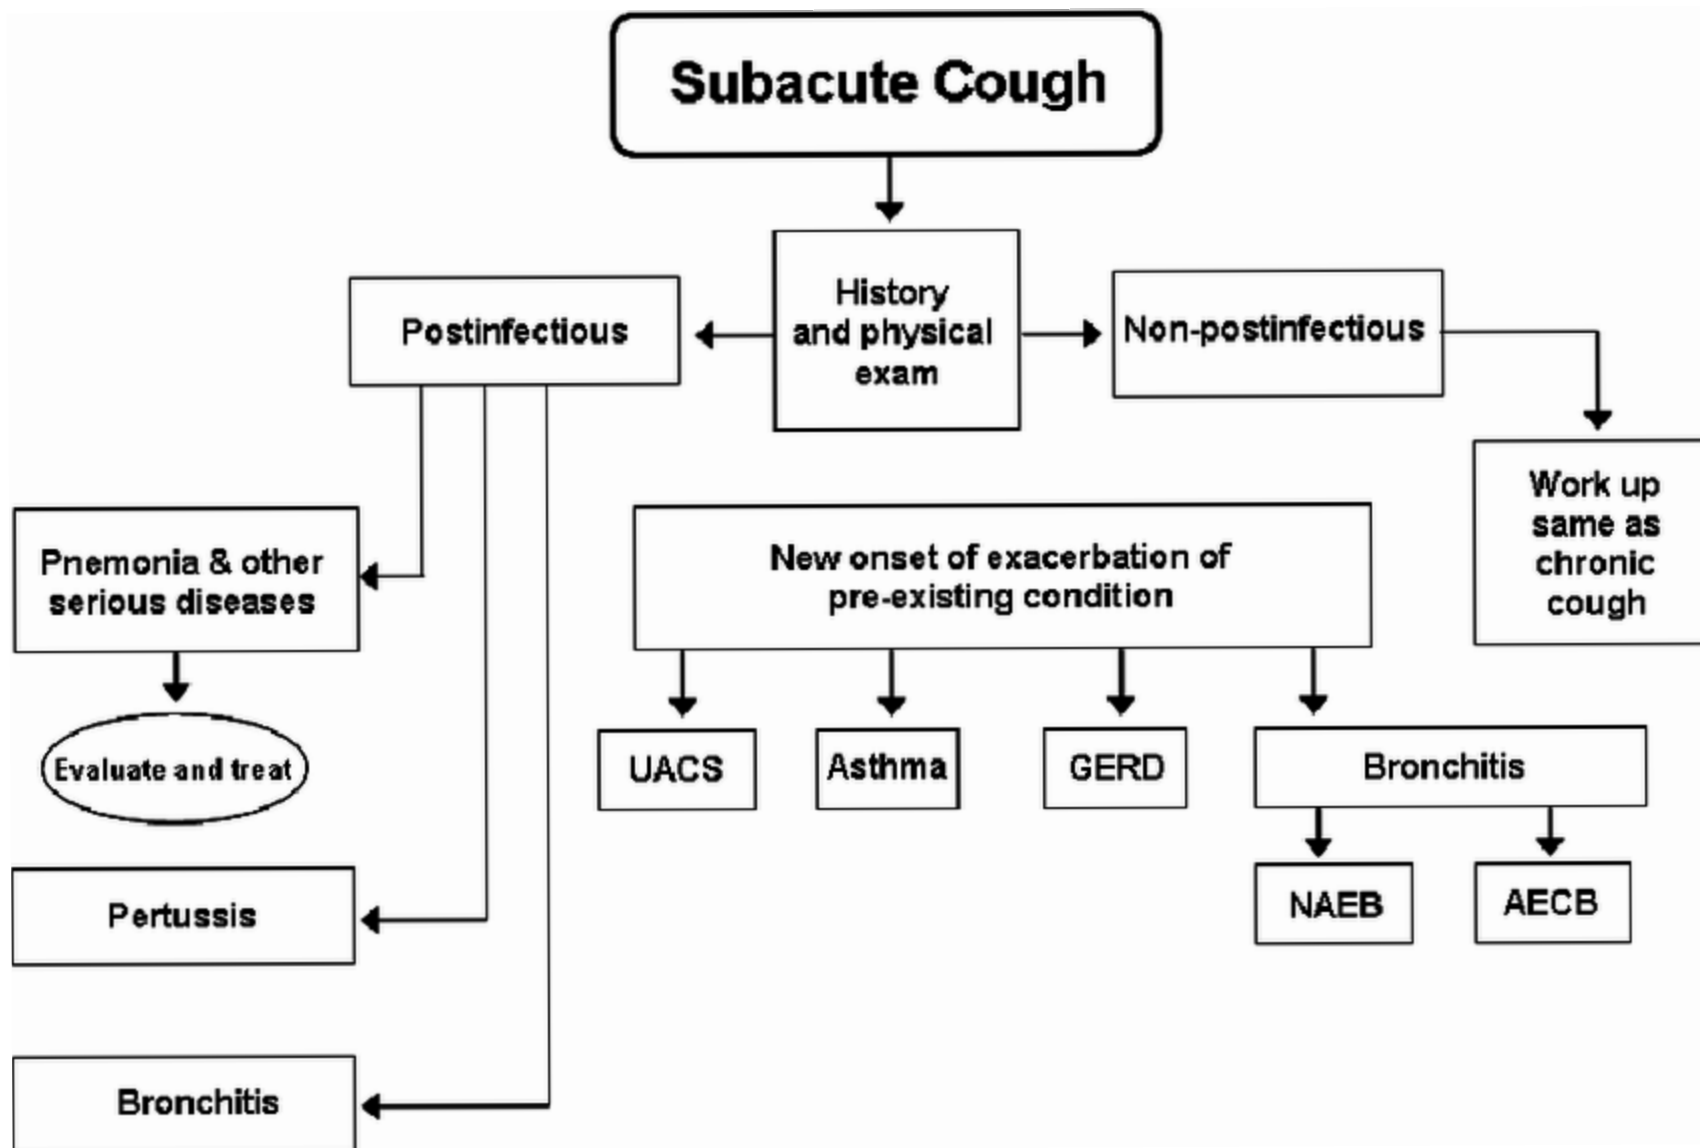 Subacute Cough
History
and physical
exam
Postinfectious
Non-postinfectious
Work up
same as
chronic
cough
Pnemonia & other
serious diseases
New onset of exacerbation of
pre-existing condition
Evaluate and treat
UACS
Asthma
GERD
Bronchitis
NAEB
AECB
Pertussis
Bronchitis